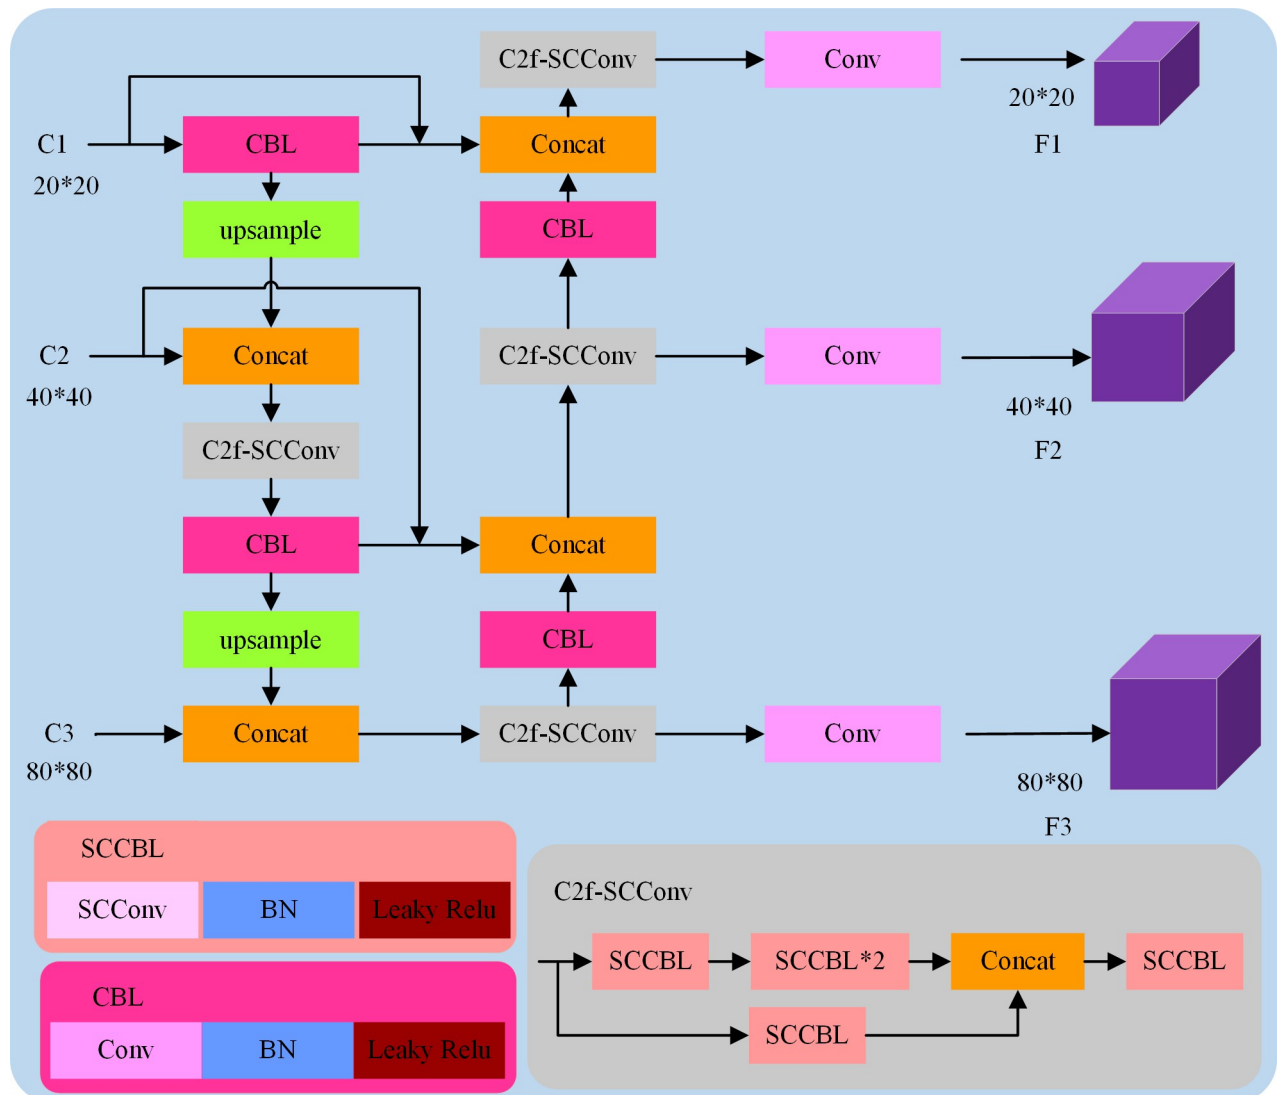 C2f-SCConv
Conv
20*20
F1
C1
20*20
CBL
Concat
upsample
CBL
C2
40*40
Concat
C2f-SCConv
Conv
40*40
F2
C2f-SCConv
CBL
Concat
upsample
CBL
C3
80*80
Concat
C2f-SCConv
Conv
80*80
F3
SCCBL
SCConv
BN
Leaky Relu
CBL
Conv
BN
Leaky Relu
C2f-SCConv
SCCBL
SCCBL*2
Concat
SCCBL
SCCBL